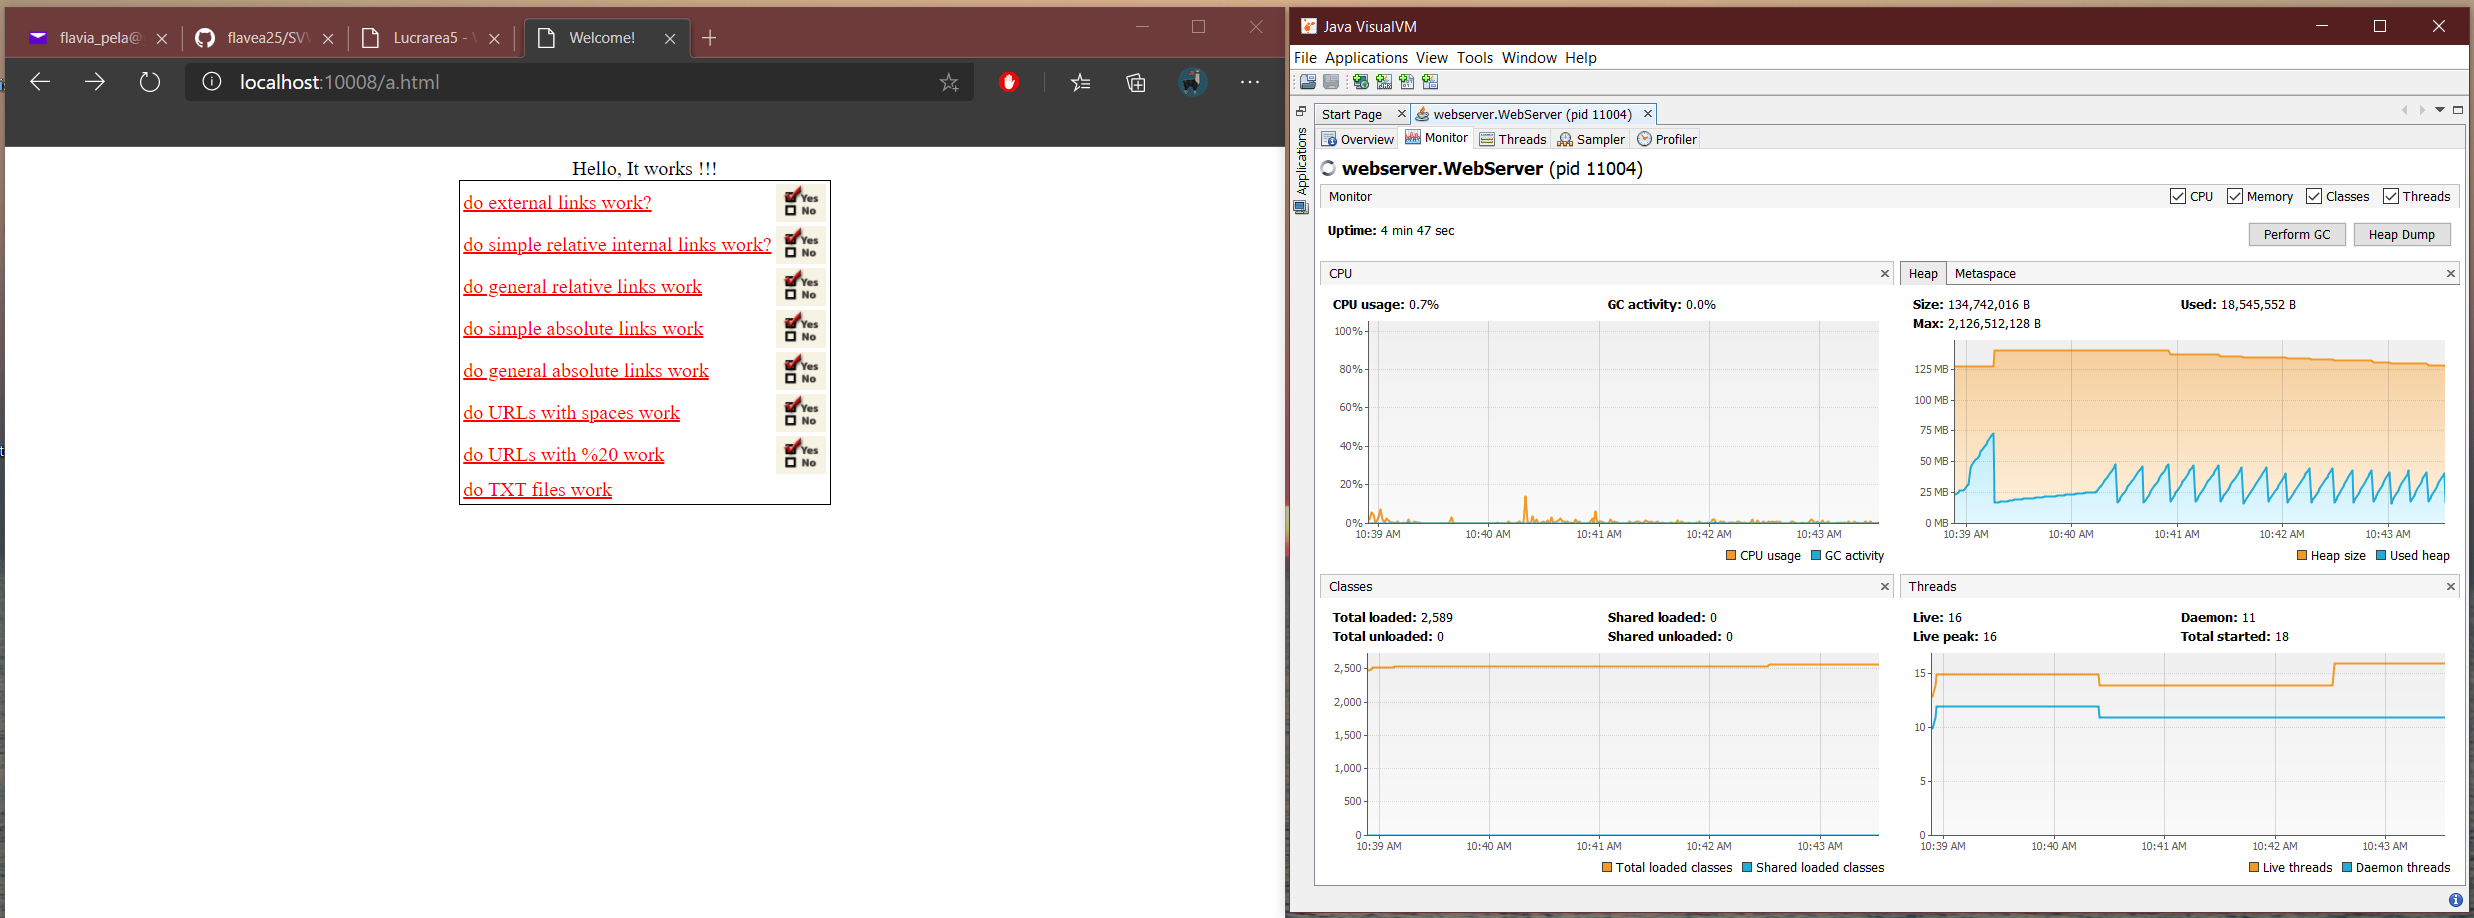 flavia_pela@
flavea25/SV
Lucrarea5 -
Welcome!
localhost:10008/a.html
Hello, It works !!!
do external links work?
Yes
No
do simple relative internal links work?
Yes
No
do general relative links work
Yes
No
do simple absolute links work
Yes
No
do general absolute links work
Yes
No
do URLs with spaces work
Yes
No
do URLs with %20 work
Yes
No
do TXT files work
Java VisualVM
File Applications View Tools Window Help
Applications
Start Page
webserver.WebServer (pid 11004)
Overview Monitor Threads Sampler Profiler
webserver.WebServer (pid 11004)
Monitor
CPU Memory Classes Threads
Uptime: 4 min 47 sec
Perform GC Heap Dump
CPU
CPU usage: 0.7% GC activity: 0.0%
100%
80%
60%
40%
20%
0%
10:39 AM 10:40 AM 10:41 AM 10:42 AM 10:43 AM
CPU usage GC activity
Heap Metaspace
Size: 134,742,016 B Used: 18,545,552 B
Max: 2,126,512,128 B
125 MB
100 MB
75 MB
50 MB
25 MB
0 MB
10:39 AM 10:40 AM 10:41 AM 10:42 AM 10:43 AM
Heap size Used heap
Classes
Total loaded: 2,589 Shared loaded: 0
Total unloaded: 0 Shared unloaded: 0
2,500
2,000
1,500
1,000
500
0
10:39 AM 10:40 AM 10:41 AM 10:42 AM 10:43 AM
Total loaded classes Shared loaded classes
Threads
Live: 16 Daemon: 11
Live peak: 16 Total started: 18
15
10
5
0
10:39 AM 10:40 AM 10:41 AM 10:42 AM 10:43 AM
Live threads Daemon threads